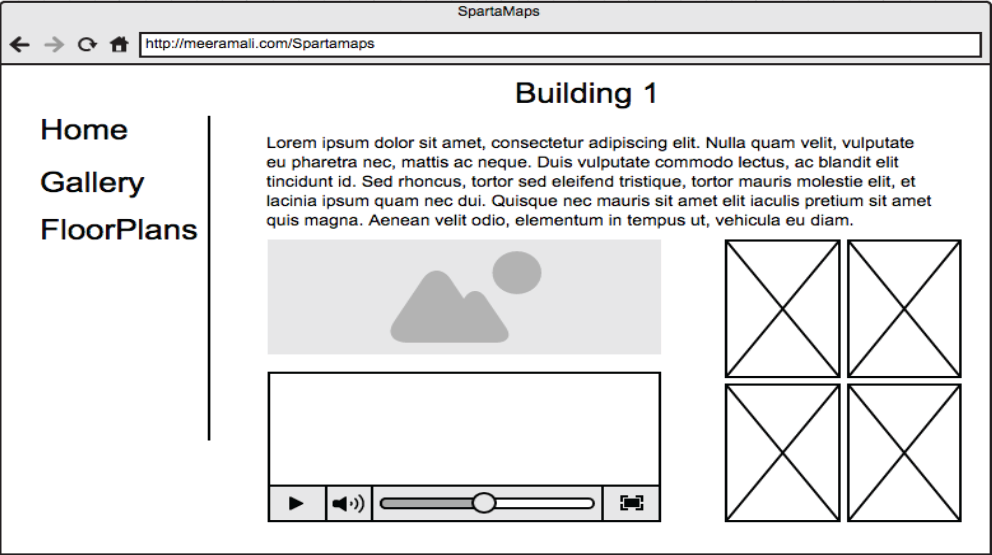 SpartaMaps
http://meeramali.com/Spartamaps
Building 1
Home
Gallery
FloorPlans
Lorem ipsum dolor sit amet, consectetur adipiscing elit. Nulla quam velit, vulputate
eu pharetra nec, mattis ac neque. Duis vulputate commodo lectus, ac blandit elit
tincidunt id. Sed rhoncus, tortor sed eleifend tristique, tortor mauris molestie elit, et
lacinia ipsum quam nec dui. Quisque nec mauris sit amet elit iaculis pretium sit amet
quis magna. Aenean velit odio, elementum in tempus ut, vehicula eu diam.